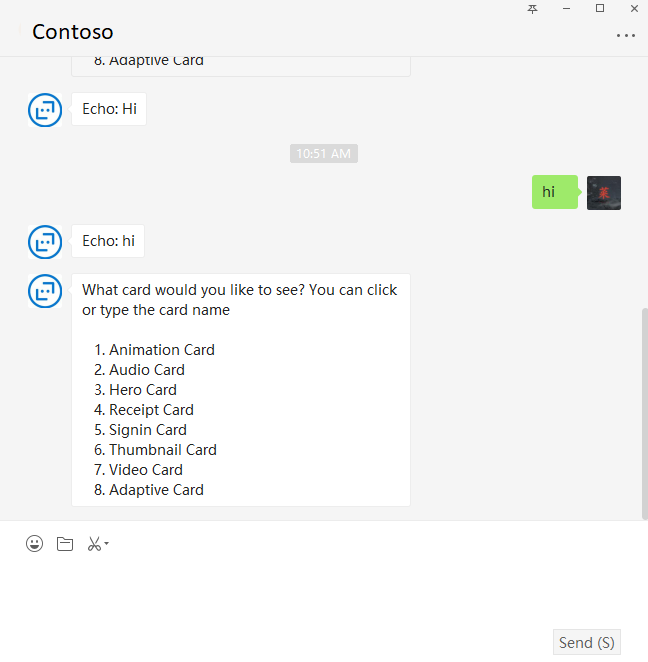 Contoso
8. Adaptive Card
Echo: Hi
10:51 AM
hi
Echo: hi
What card would you like to see? You can click
or type the card name
1. Animation Card
2. Audio Card
3. Hero Card
4. Receipt Card
5. Signin Card
6. Thumbnail Card
7. Video Card
8. Adaptive Card
Send (S)